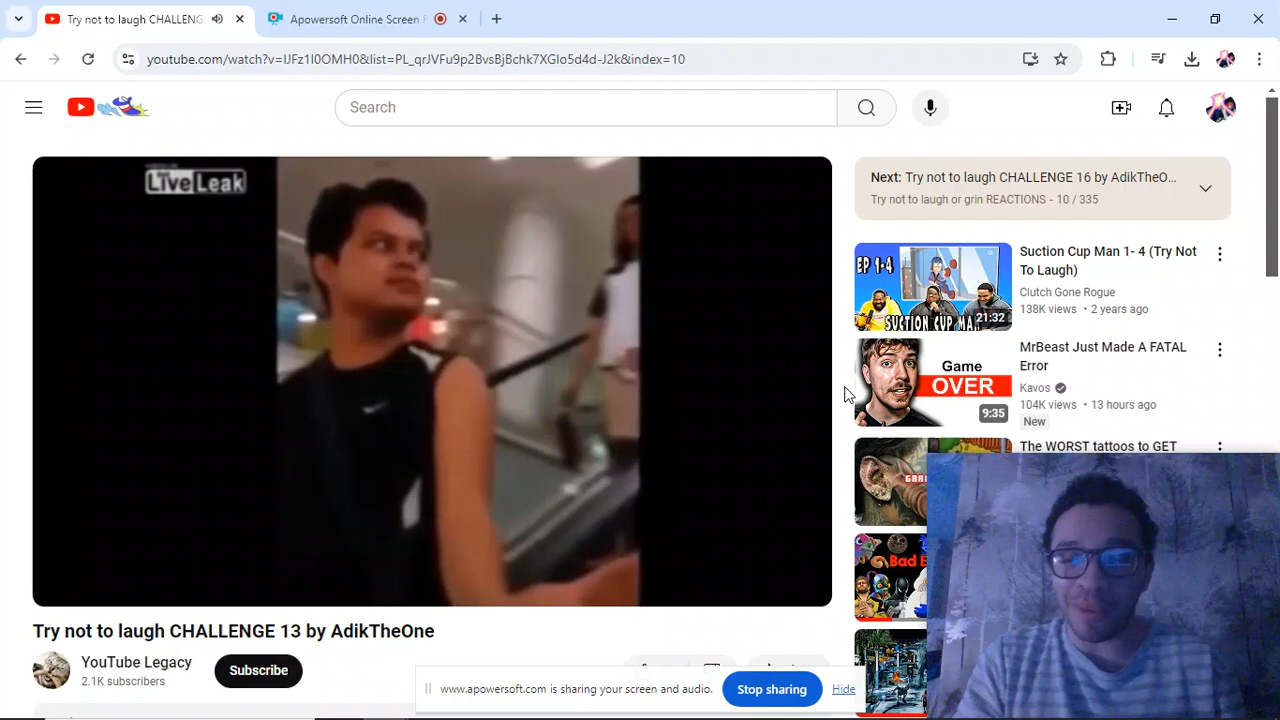 Try not to laugh CHALLENGE
Apowersoft Online Screen
youtube.com/watch?v=IJFz1I0OMH0&list=PL_qrJVFu9p2BvsBjBchk7XGlo5d4d-J2k&index=10
Search
LiveLeak
Next: Try not to laugh CHALLENGE 16 by AdikTheO...
Try not to laugh or grin REACTIONS - 10 / 335
EP 1-4
SUCTION CUP MAN
21:32
Suction Cup Man 1- 4 (Try Not
To Laugh)
Clutch Gone Rogue
138K views • 2 years ago
Game
OVER
9:35
MrBeast Just Made A FATAL
Error
Kavos
104K views • 13 hours ago
New
The WORST tattoos to GET
Bad
Try not to laugh CHALLENGE 13 by AdikTheOne
YouTube Legacy
2.1K subscribers
Subscribe
www.apowersoft.com is sharing your screen and audio.
Stop sharing
Hide